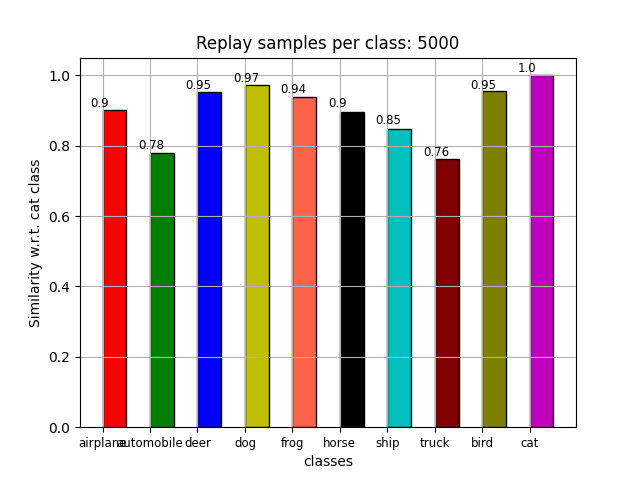 Replay samples per class: 5000
Similarity w.r.t. cat class
1.0
0.8
0.6
0.4
0.2
0.0
0.9 0.78 0.95 0.97 0.94 0.9 0.85 0.76 0.95 1.0
airplane automobile deer dog frog horse ship truck bird cat
classes